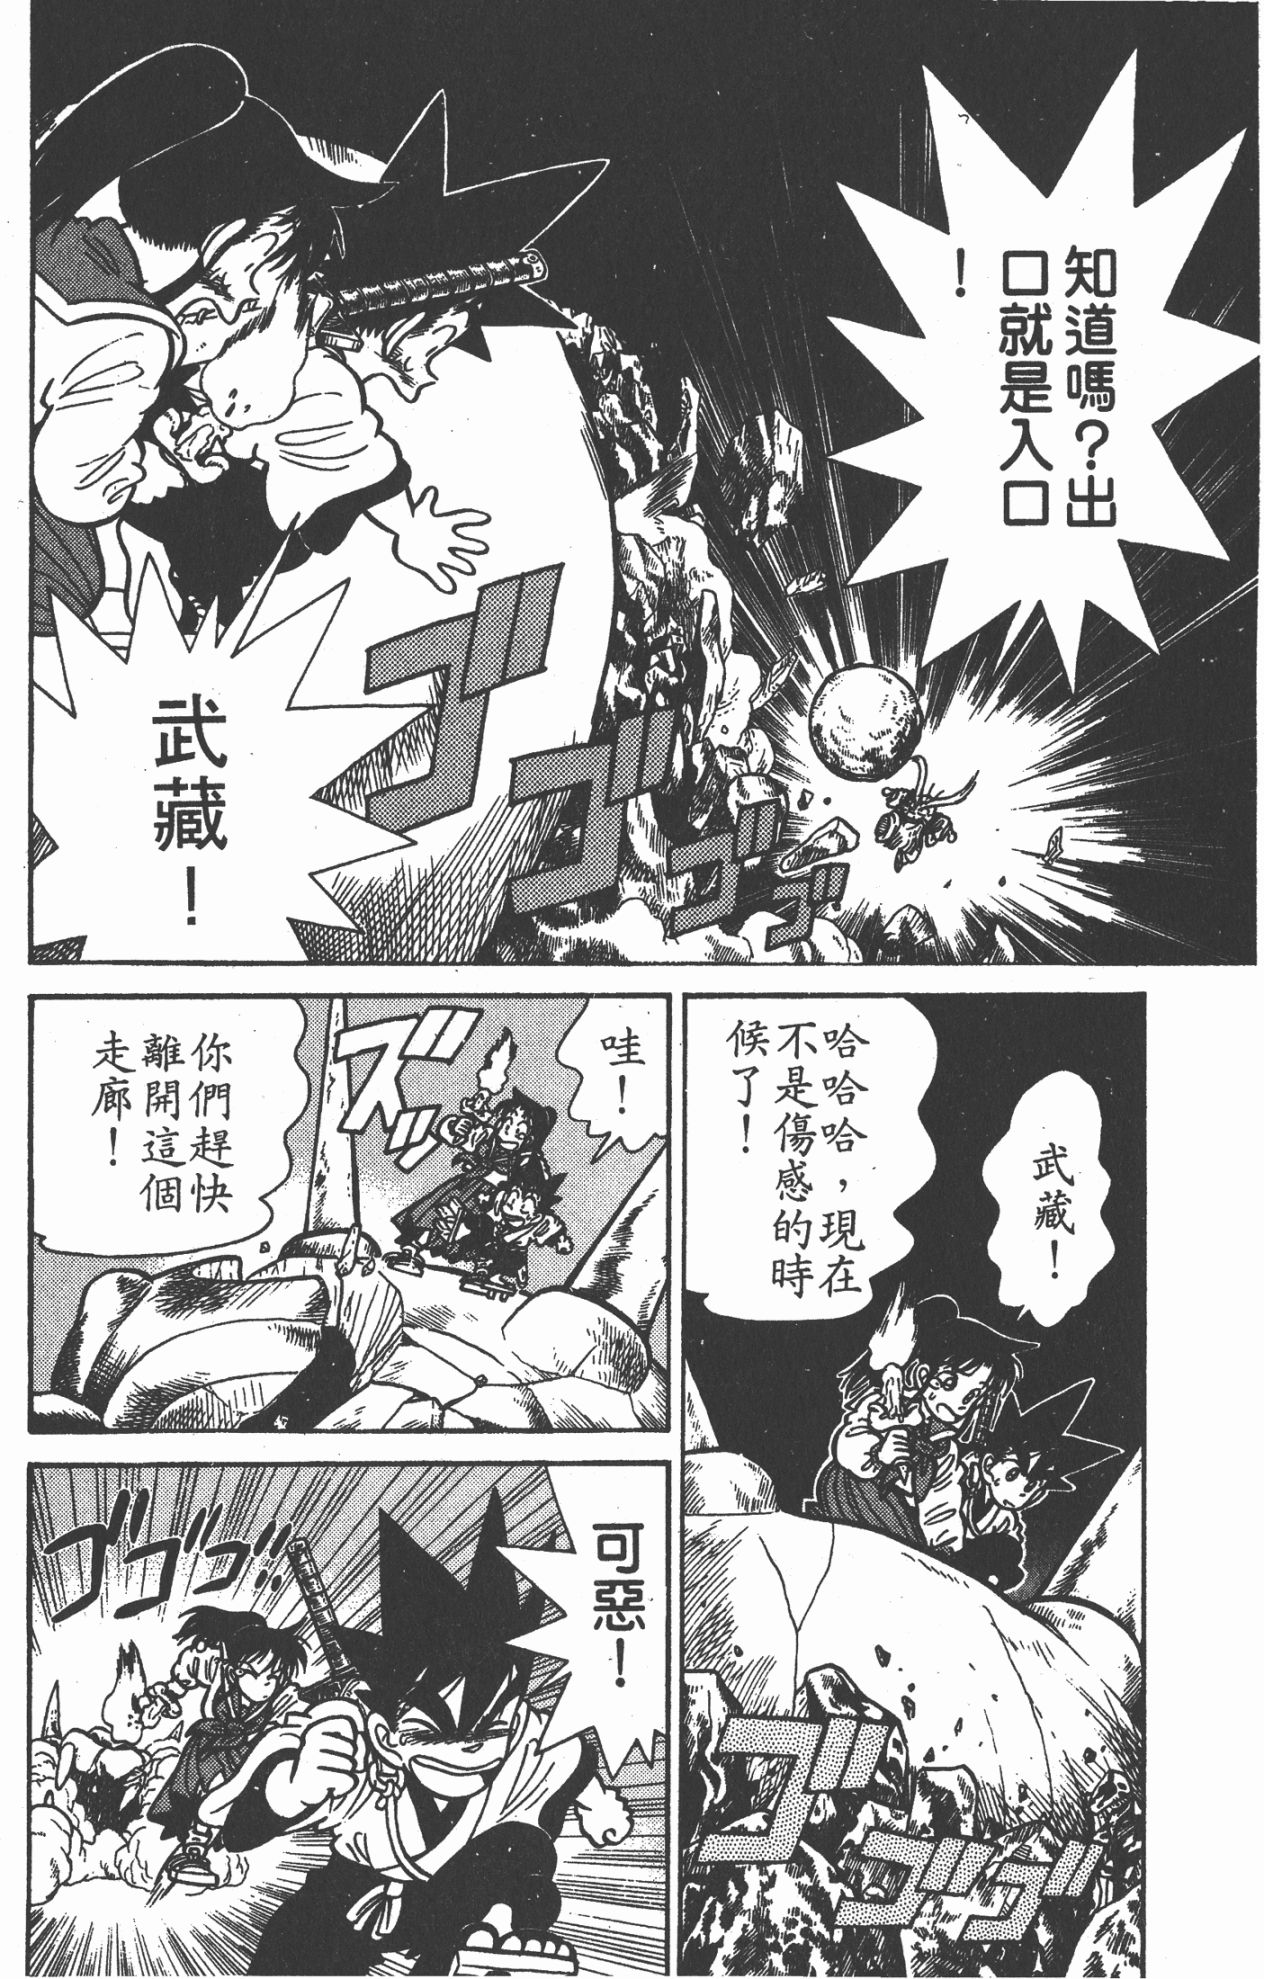 知道嗎？出
口就是入口
！
武藏！
ゴゴゴゴ
武藏！
哈哈哈，現在
不是傷感的時
候了！
ゴゴゴ
哇！
ズズッ
你們趕快
離開這個
走廊！
可惡！
ゴゴゴ